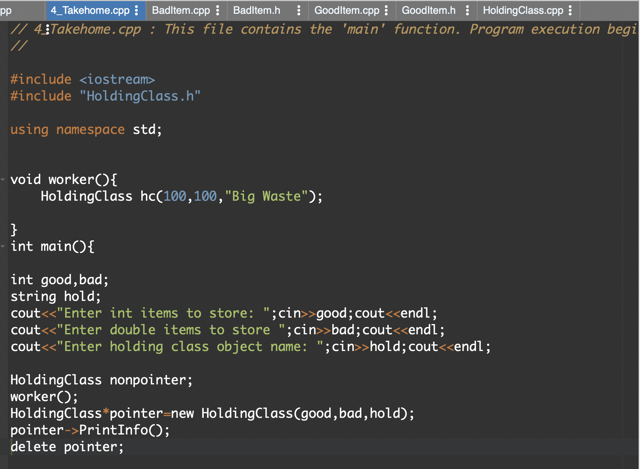 pp 4_Takehome.cpp BadItem.cpp BadItem.h GoodItem.cpp GoodItem.h HoldingClass.cpp
// 4_Takehome.cpp : This file contains the 'main' function. Program execution begi
//
#include <iostream>
#include "HoldingClass.h"
using namespace std;
void worker(){
HoldingClass hc(100,100,"Big Waste");
}
int main(){
int good,bad;
string hold;
cout<<"Enter int items to store: ";cin>>good;cout<<endl;
cout<<"Enter double items to store ";cin>>bad;cout<<endl;
cout<<"Enter holding class object name: ";cin>>hold;cout<<endl;
HoldingClass nonpointer;
worker();
HoldingClass*pointer=new HoldingClass(good,bad,hold);
pointer->PrintInfo();
delete pointer;